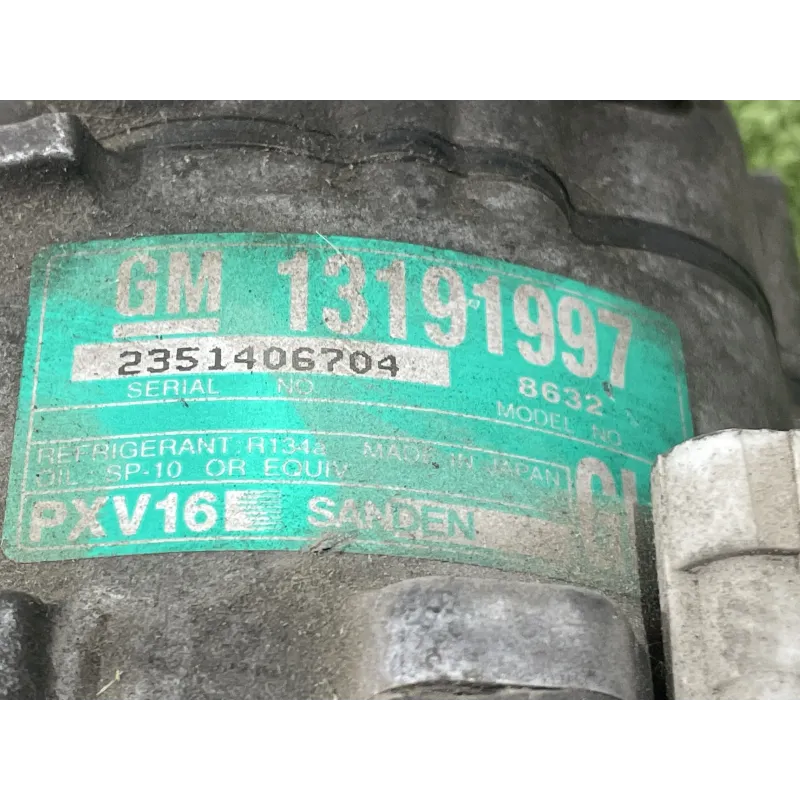 GM 13191997
2351406704
SERIAL NO. 8632
MODEL NO.
REFRIGERANT R134a MADE IN JAPAN
OIL SP-10 OR EQUIV
PXV16 SANDEN